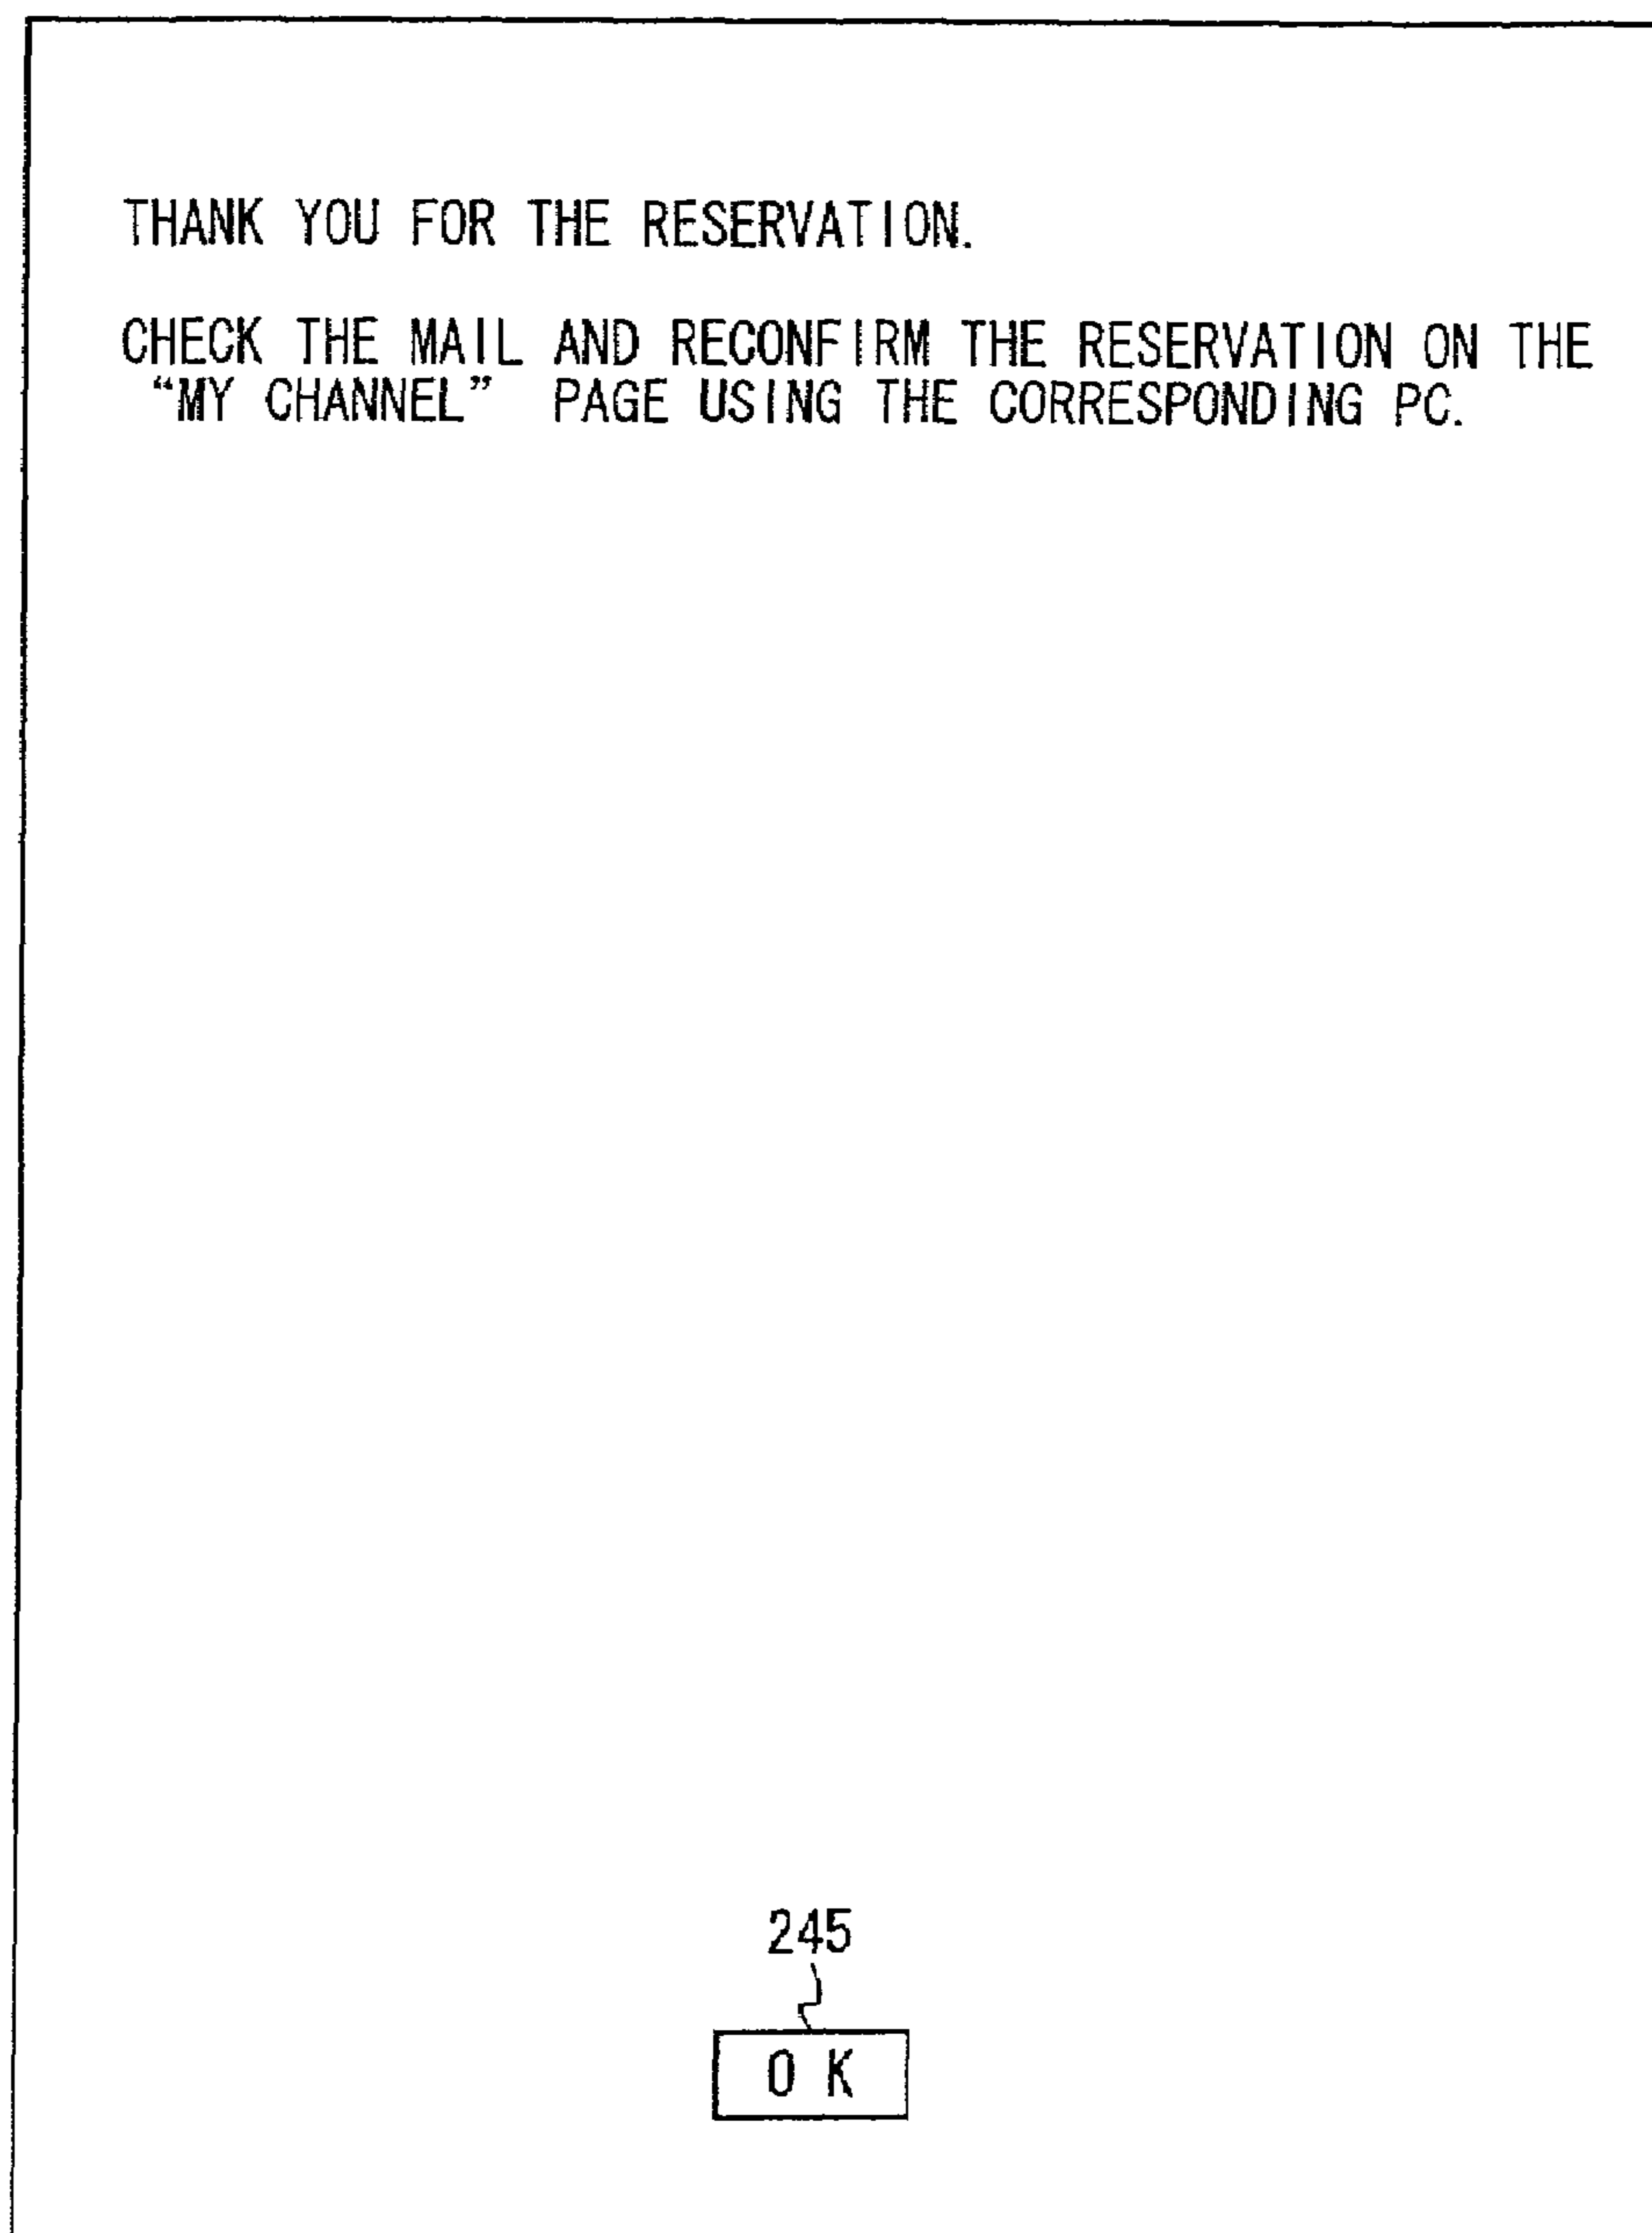 THANK YOU FOR THE RESERVATION.
CHECK THE MAIL AND RECONFIRM THE RESERVATION ON THE
“MY CHANNEL” PAGE USING THE CORRESPONDING PC.
245
OK